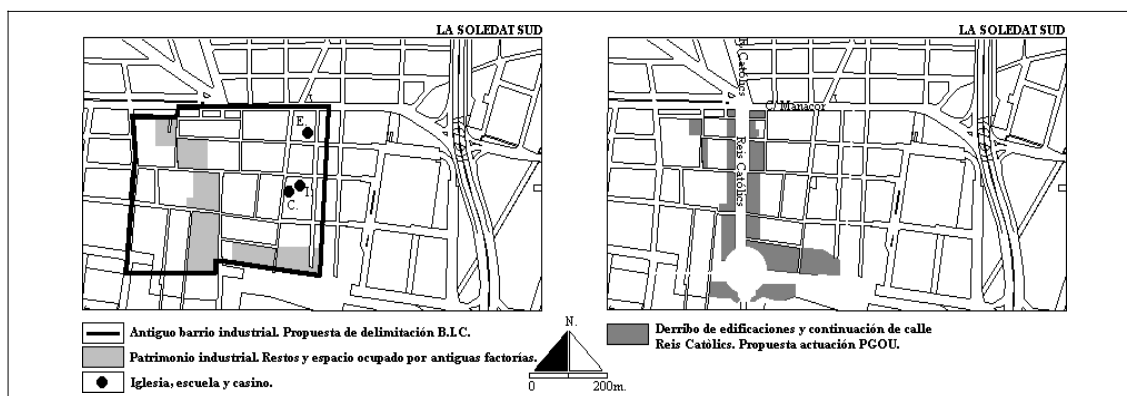 LA SOLEDAT SUD
E.
I.
C.
Antiguo barrio industrial. Propuesta de delimitación B.I.C.
Patrimonio industrial. Restos y espacio ocupado por antiguas factorías.
Iglesia, escuela y casino.
N.
0 200m.
LA SOLEDAT SUD
Catòlics
C/ Manacor
Reis Catòlics
Derribo de edificaciones y continuación de calle
Reis Catòlics. Propuesta actuación PGOU.